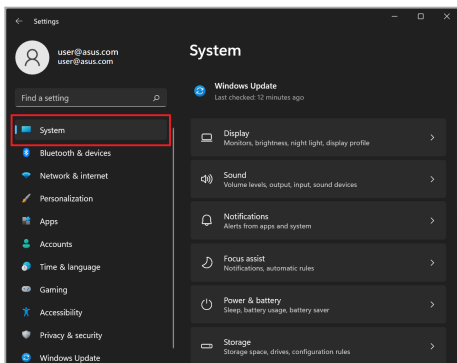 Settings
user@asus.com
user@asus.com
Find a setting
System
Bluetooth & devices
Network & internet
Personalization
Apps
Accounts
Time & language
Gaming
Accessibility
Privacy & security
Windows Update
System
Windows Update
Last checked: 12 minutes ago
Display
Monitors, brightness, night light, display profile
Sound
Volume levels, output, input, sound devices
Notifications
Alerts from apps and system
Focus assist
Notifications, automatic rules
Power & battery
Sleep, battery usage, battery saver
Storage
Storage space, drives, configuration rules